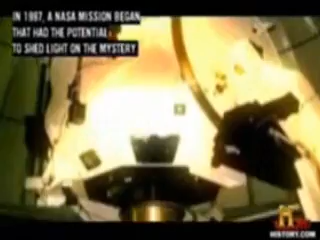 IN 1997, A NASA MISSION BEGAN
THAT HAD THE POTENTIAL
TO SHED LIGHT ON THE MYSTERY
H
HISTORY.COM